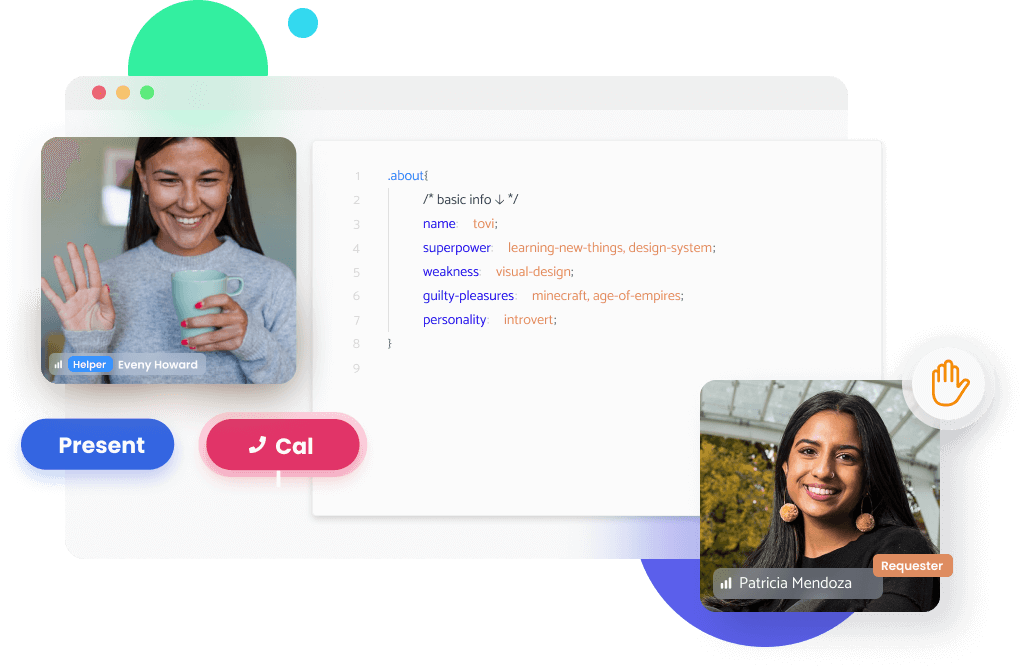 1 .about{
2 /* basic info ↓ */
3 name: tovi;
4 superpower: learning-new-things, design-system;
5 weakness: visual-design;
6 guilty-pleasures: minecraft, age-of-empires;
7 personality: introvert;
8 }
9
Helper Eveny Howard
Present
Cal
Requester
Patricia Mendoza